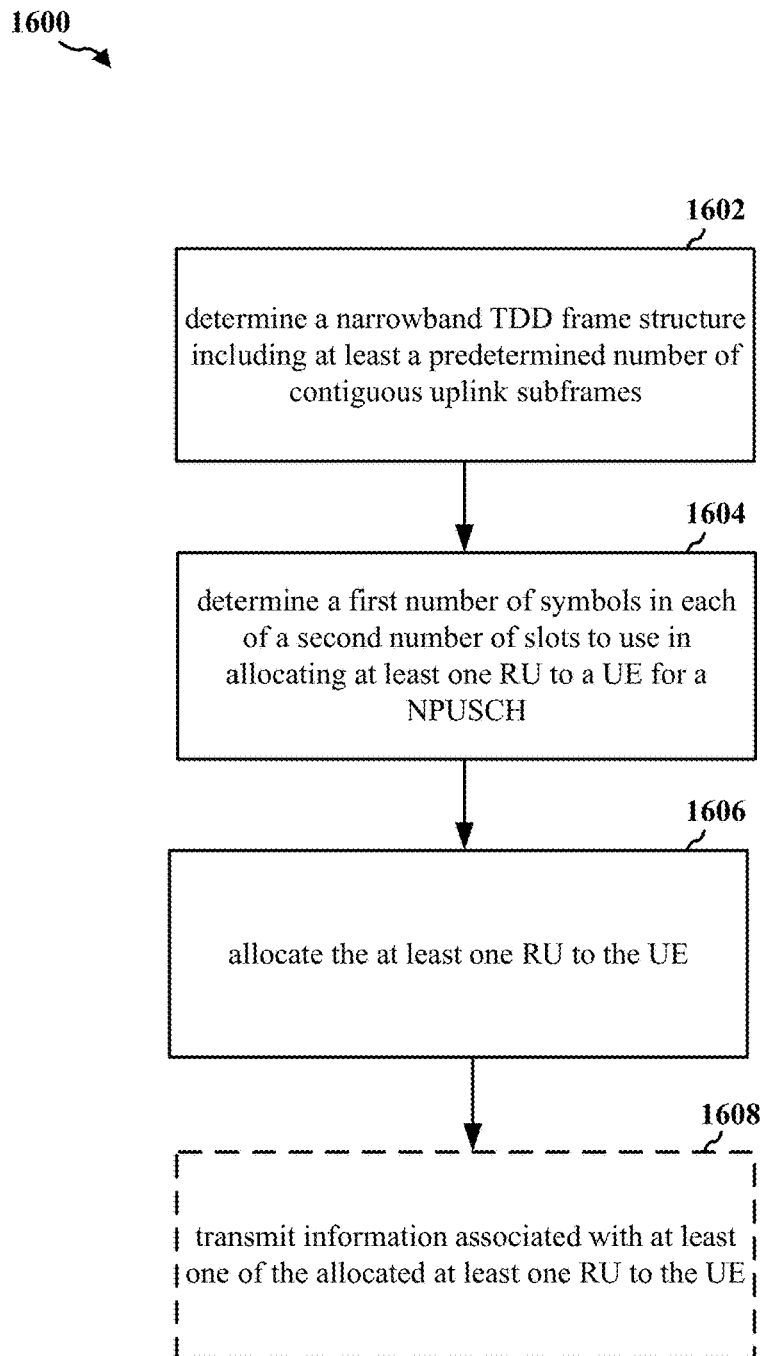 1600
1602
determine a narrowband TDD frame structure
including at least a predetermined number of
contiguous uplink subframes
1604
determine a first number of symbols in each
of a second number of slots to use in
allocating at least one RU to a UE for a
NPUSCH
1606
allocate the at least one RU to the UE
1608
transmit information associated with at least
one of the allocated at least one RU to the UE